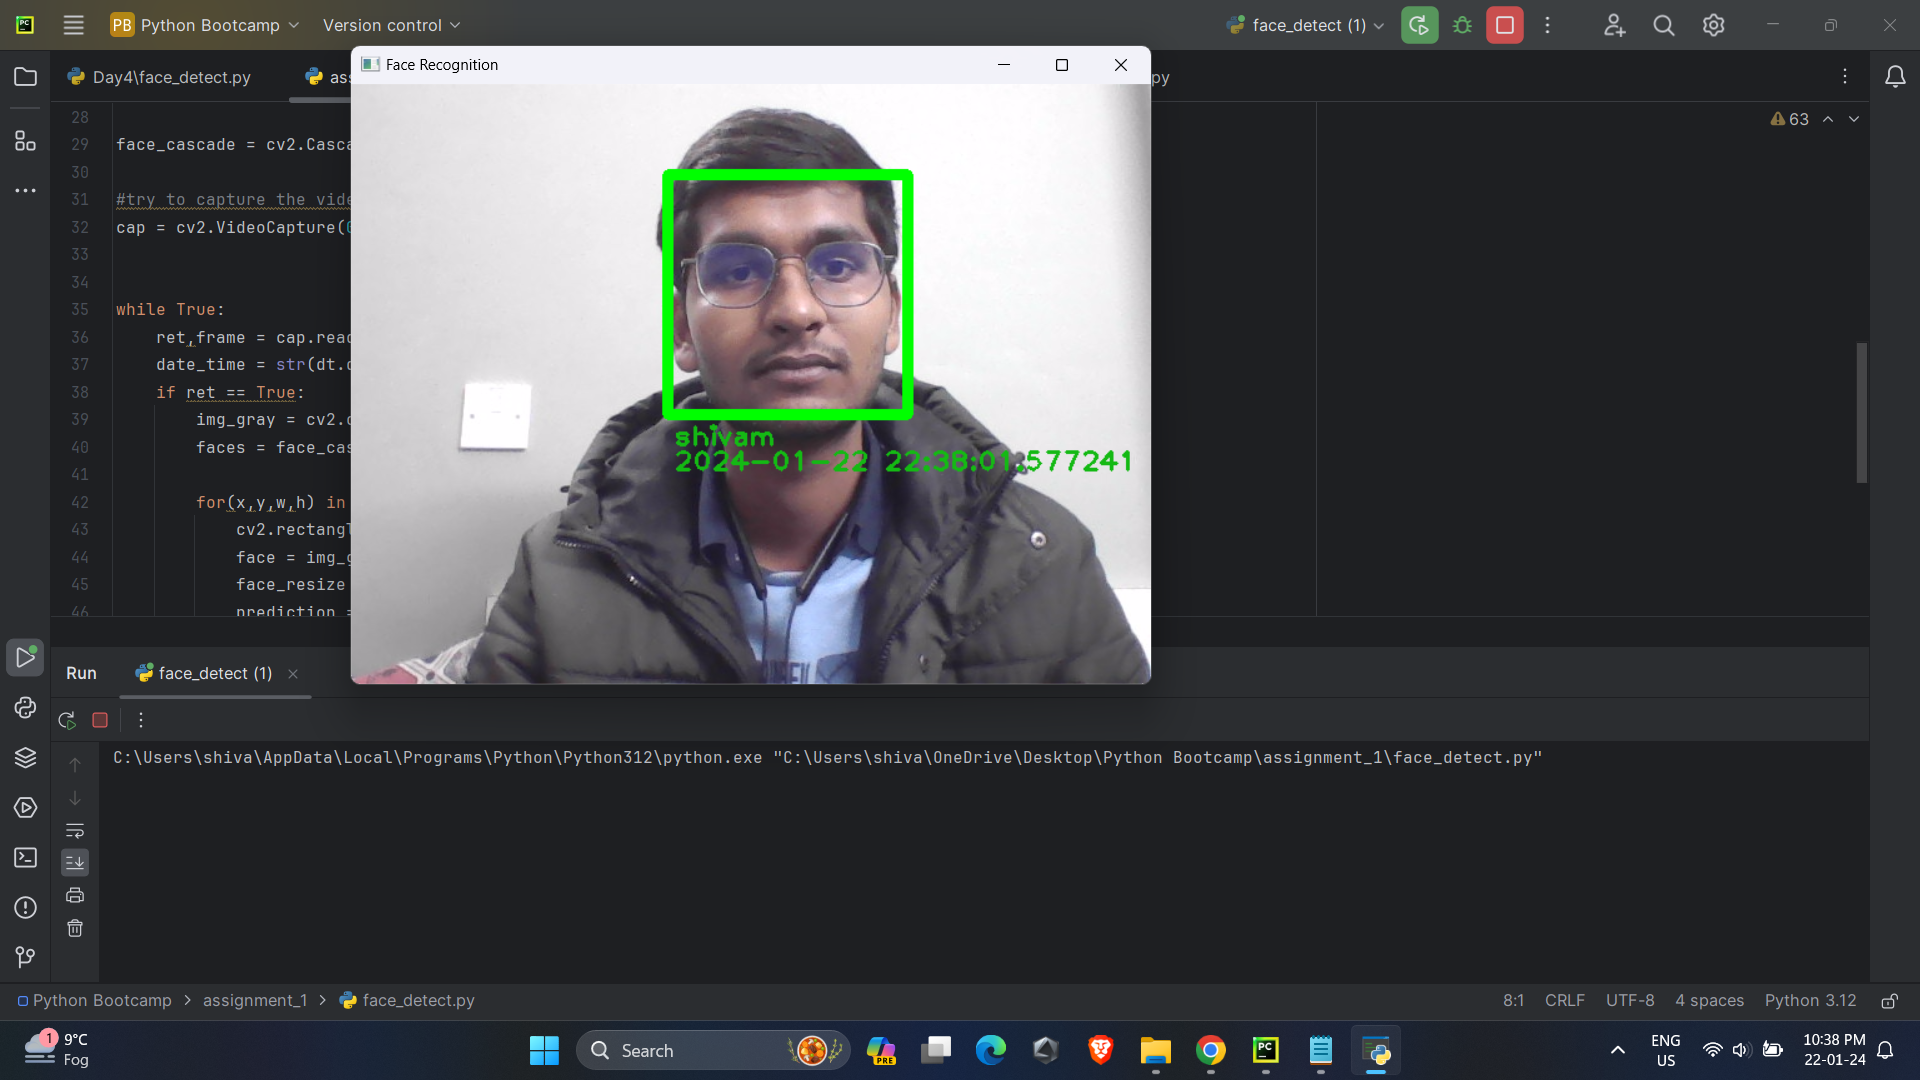 PC
PB Python Bootcamp
Version control
face_detect (1)
Day4\face_detect.py
ass
py
Face Recognition
63
28
29 face_cascade = cv2.Casca
30
31 #try to capture the vide
32 cap = cv2.VideoCapture(
33
34
35 while True:
36 ret,frame = cap.read
37 date_time = str(dt.
38 if ret == True:
39 img_gray = cv2.
40 faces = face_cas
41
42 for(x,y,w,h) in
43 cv2.rectangl
44 face = img_g
45 face_resize
46 prediction =
shivam
2024-01-22 22:38:01.577241
Run
face_detect (1)
C:\Users\shiva\AppData\Local\Programs\Python\Python312\python.exe "C:\Users\shiva\OneDrive\Desktop\Python Bootcamp\assignment_1\face_detect.py"
Python Bootcamp > assignment_1 > face_detect.py
8:1 CRLF UTF-8 4 spaces Python 3.12
1
9°C
Fog
Search
PRE
PC
ENG
US
10:38 PM
22-01-24